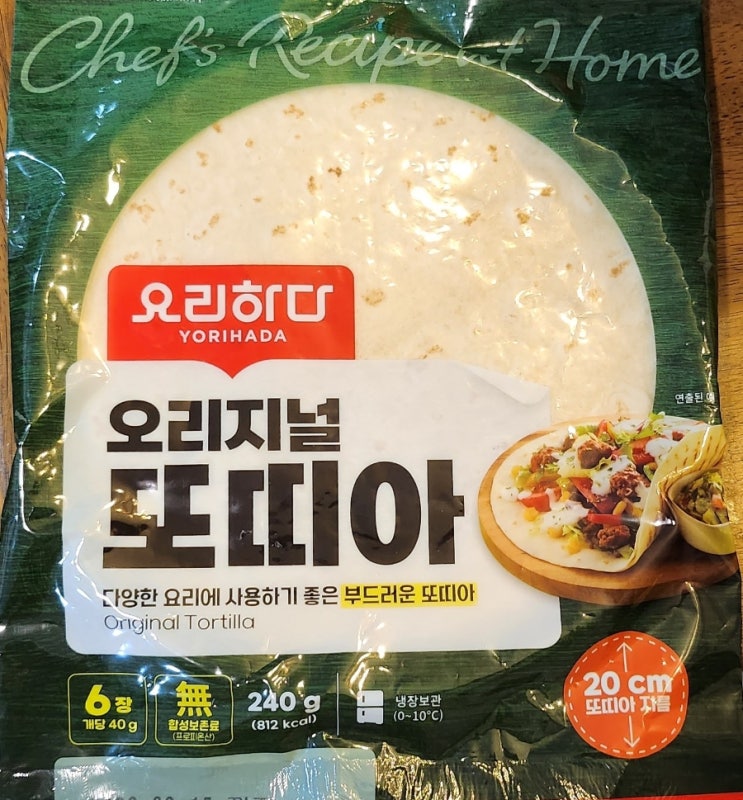 Chef's Recipe at Home
요리하다
YORIHADA
오리지널
또띠아
연출된
다양한 요리에 사용하기 좋은 부드러운 또띠아
Original Tortilla
6장
개당 40g
無
합성보존료
(프로피온산)
240 g
(812 kcal)
냉장보관
(0~10°C)
20 cm
또띠아 지름